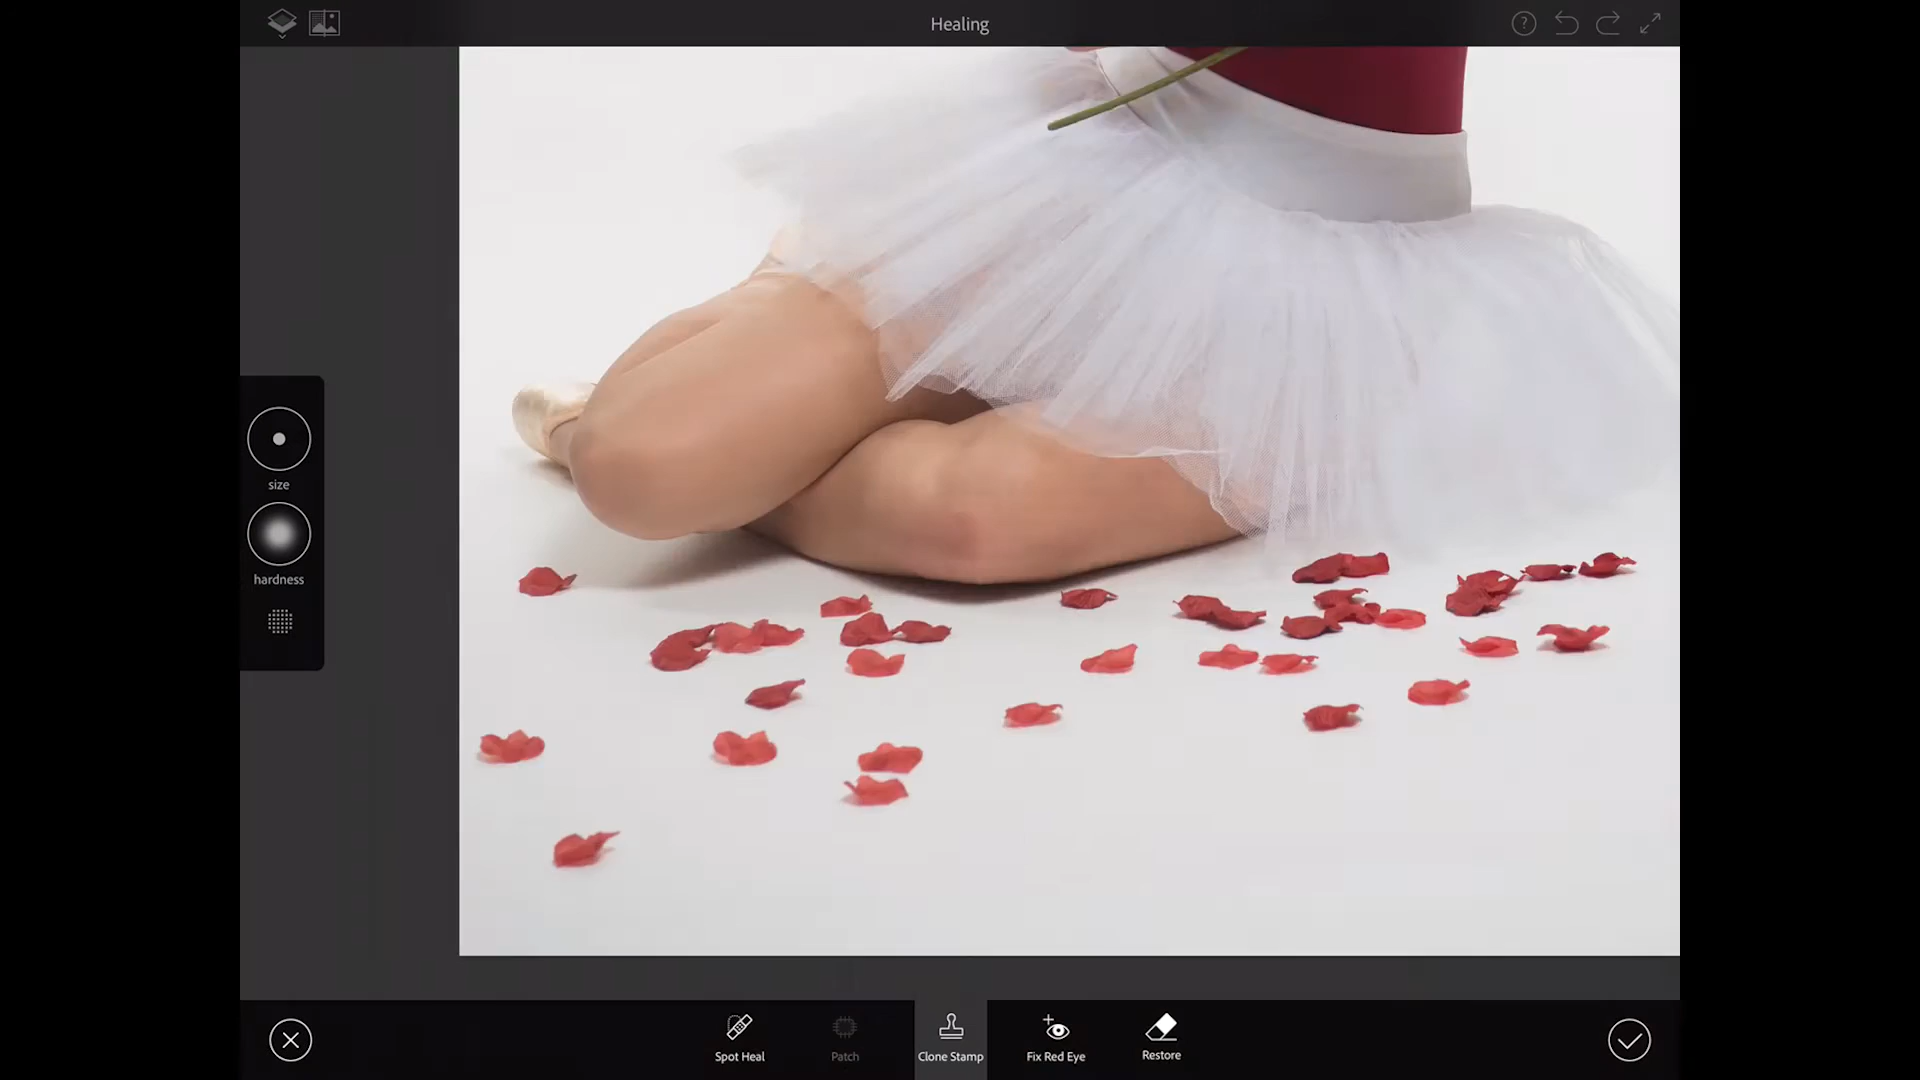 Healing
?
size
hardness
Spot Heal
Patch
Clone Stamp
Fix Red Eye
Restore